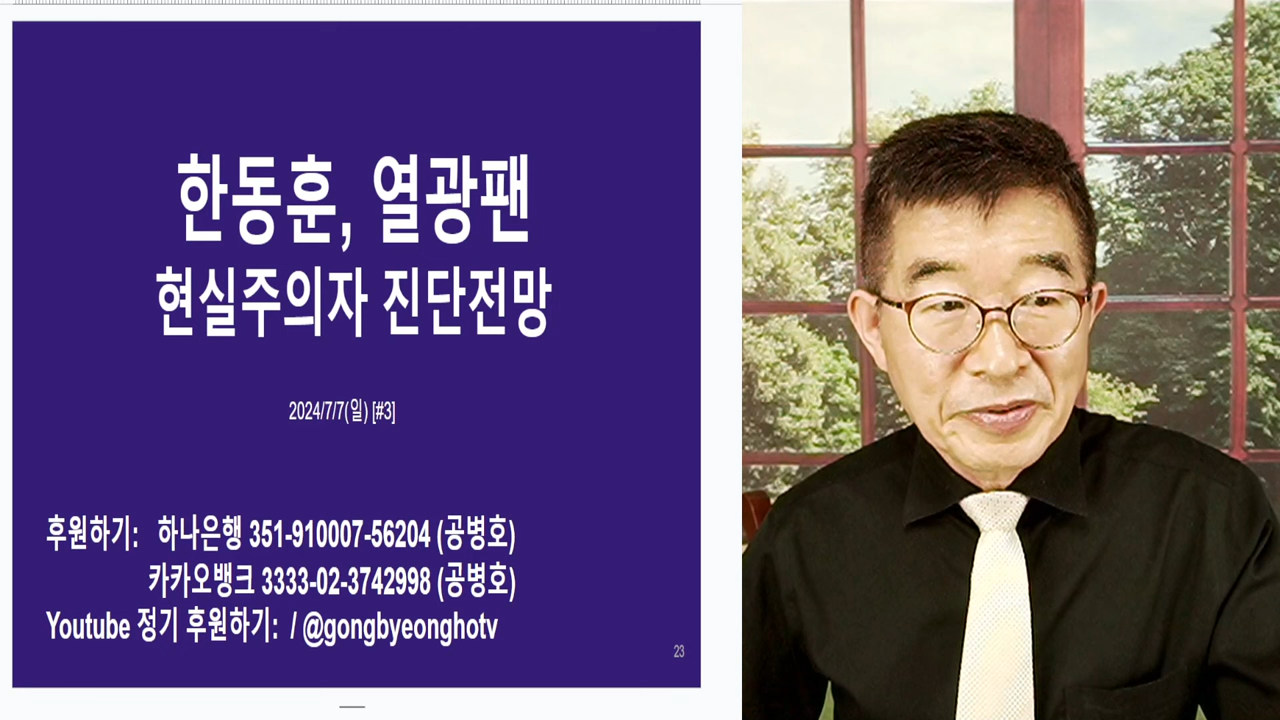 한동훈, 열광팬
현실주의자 진단전망
2024/7/7(일) [#3]
후원하기: 하나은행 351-910007-56204 (공병호)
카카오뱅크 3333-02-3742998 (공병호)
Youtube 정기 후원하기: / @gongbyeonghotv
23